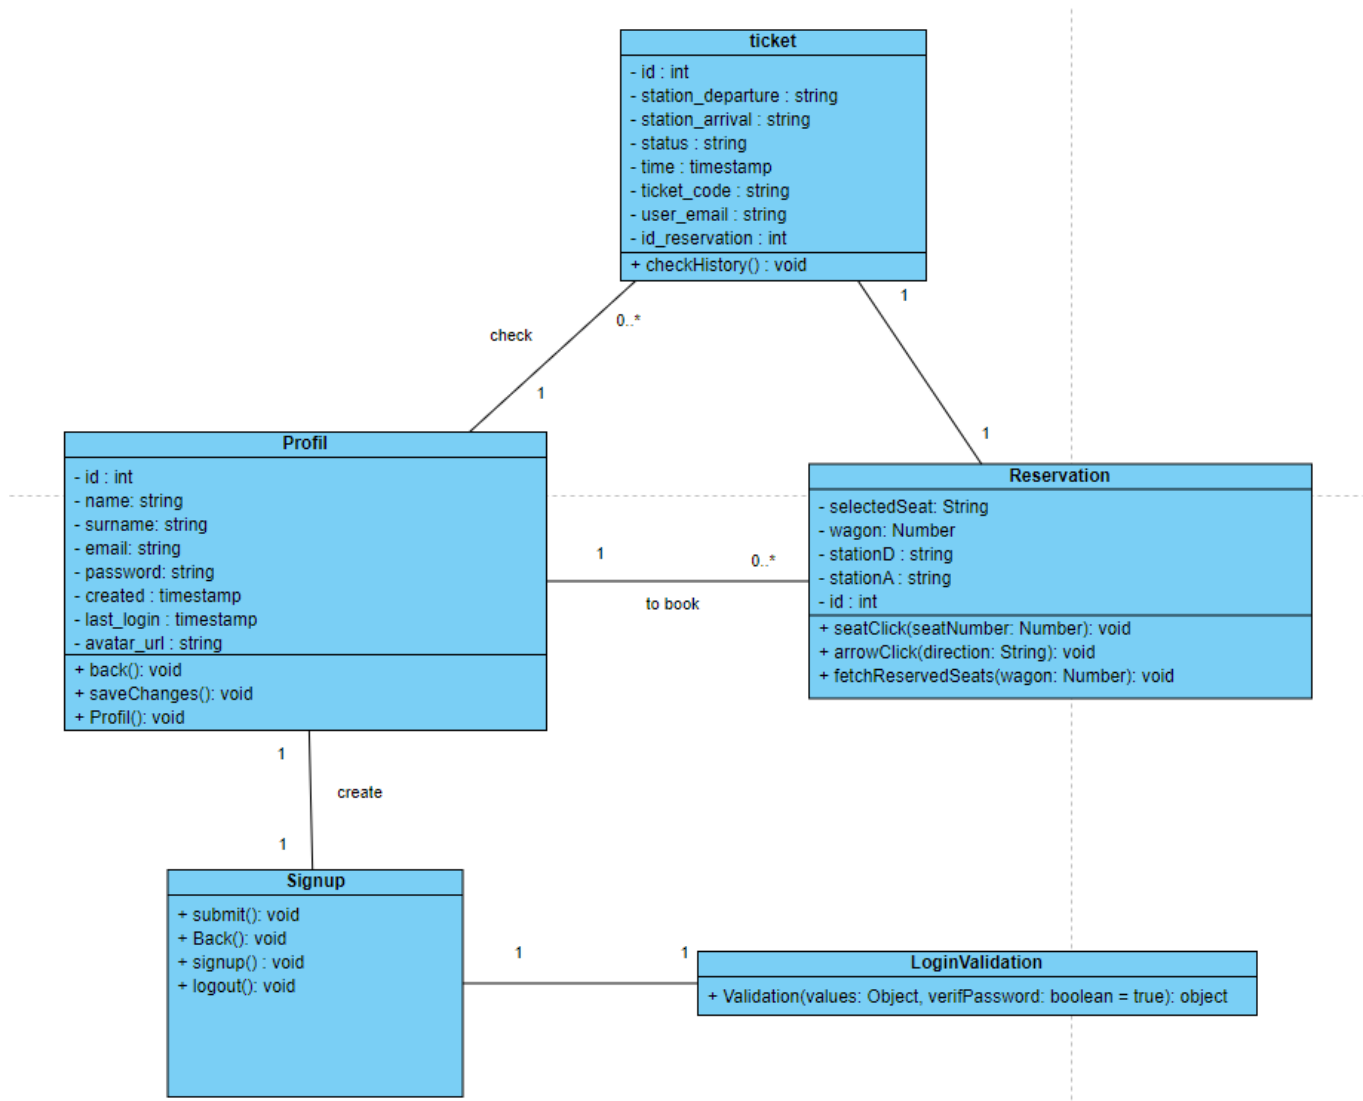 ticket
- id : int
- station_departure : string
- station_arrival : string
- status : string
- time : timestamp
- ticket_code : string
- user_email : string
- id_reservation : int
+ checkHistory() : void
1
0..*
check
1
1
Profil
- id : int
- name: string
- surname: string
- email: string
- password: string
- created : timestamp
- last_login : timestamp
- avatar_url : string
+ back(): void
+ saveChanges(): void
+ Profil(): void
Reservation
- selectedSeat: String
- wagon: Number
- stationD : string
- stationA : string
- id : int
+ seatClick(seatNumber: Number): void
+ arrowClick(direction: String): void
+ fetchReservedSeats(wagon: Number): void
1
0..*
to book
1
create
1
Signup
+ submit(): void
+ Back(): void
+ signup() : void
+ logout(): void
1
1
LoginValidation
+ Validation(values: Object, verifPassword: boolean = true): object